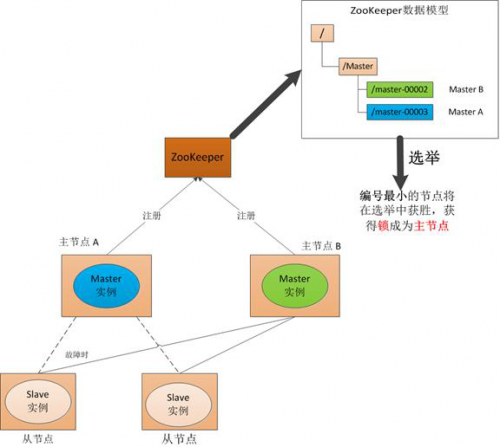 ZooKeeper数据模型
/
/Master
/master-00002
Master B
/master-00003
Master A
选举
编号最小的节点将
在选举中获胜，获
得锁成为主节点
ZooKeeper
注册
注册
主节点 A
主节点 B
Master
实例
Master
实例
故障时
Slave
实例
Slave
实例
从节点
从节点